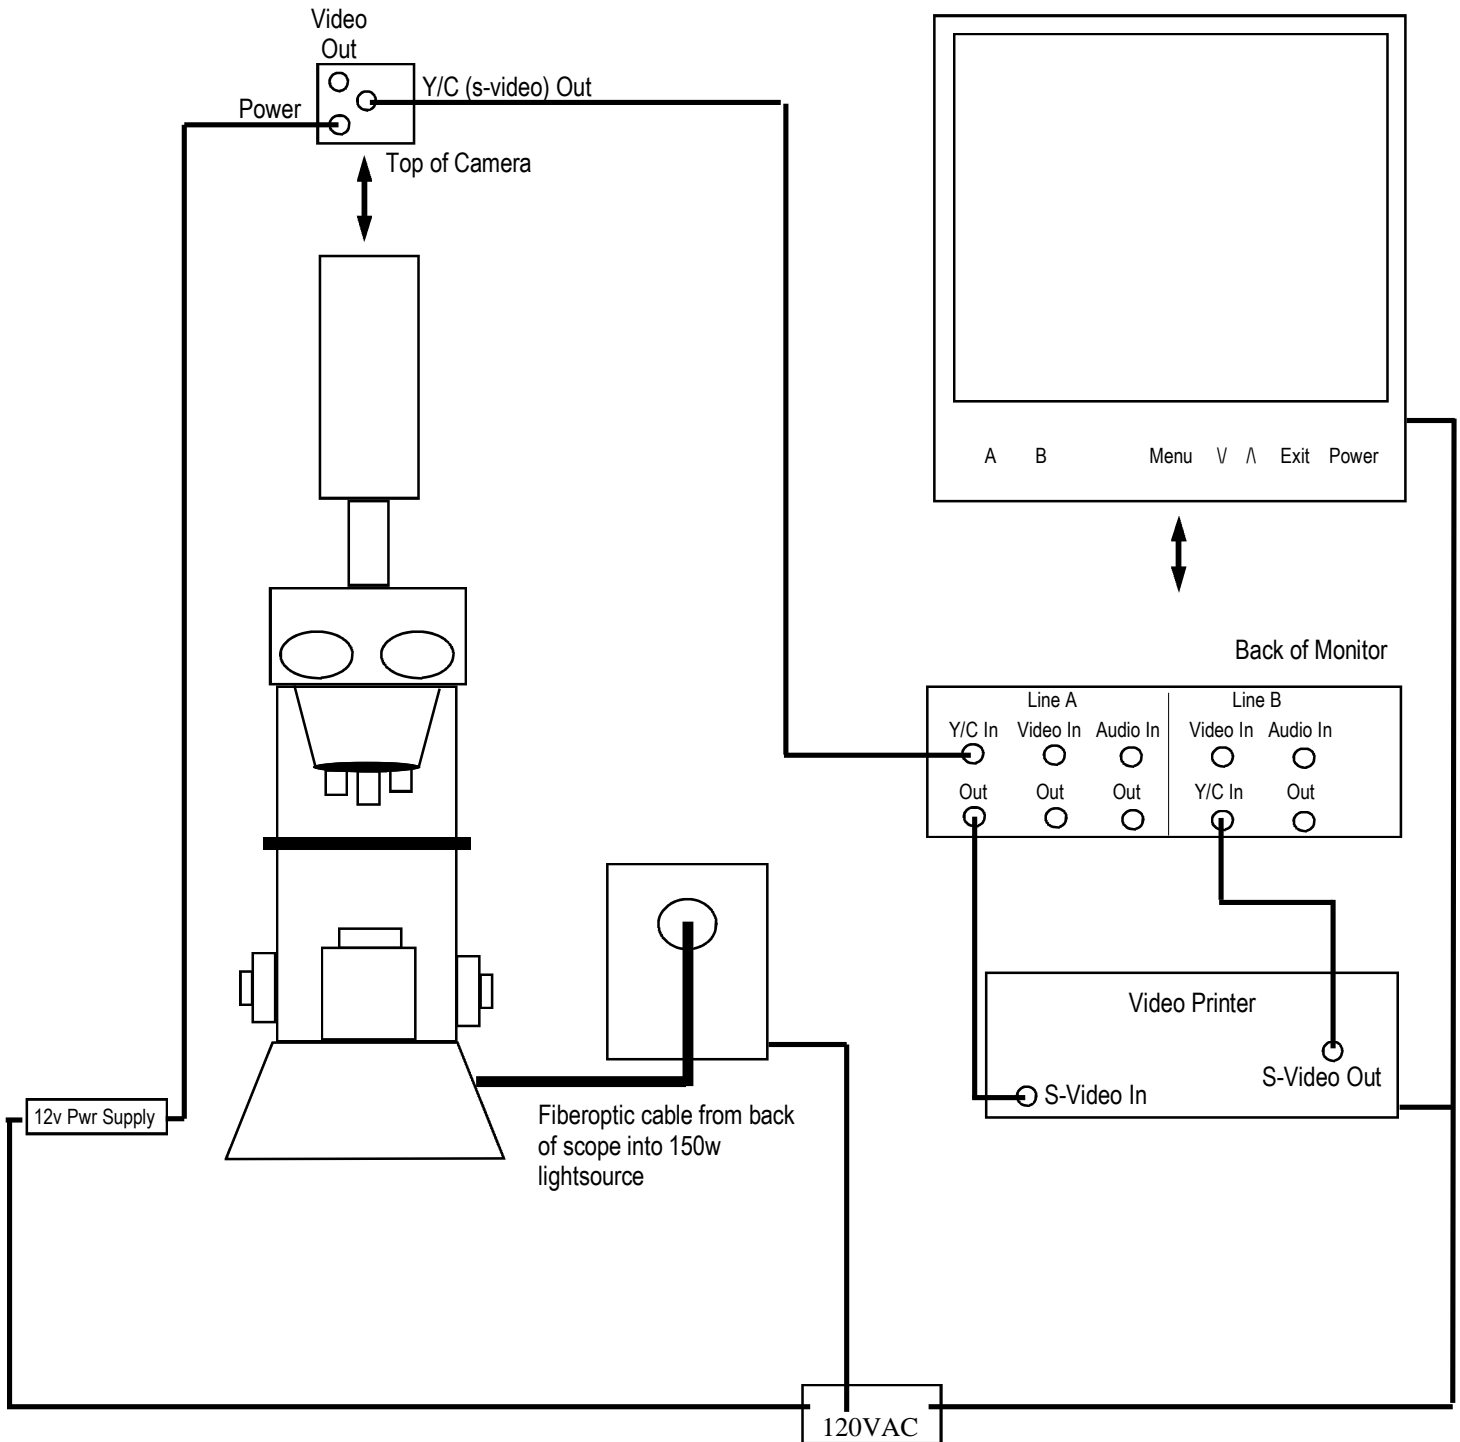 Video
Out
Y/C (s-video) Out
Power
Top of Camera
A B Menu \/ /\ Exit Power
Back of Monitor
Line A Line B
Y/C In Video In Audio In Video In Audio In
Out Out Out Y/C In Out
Video Printer
S-Video Out
S-Video In
12v Pwr Supply
Fiberoptic cable from back
of scope into 150w
lightsource
120VAC